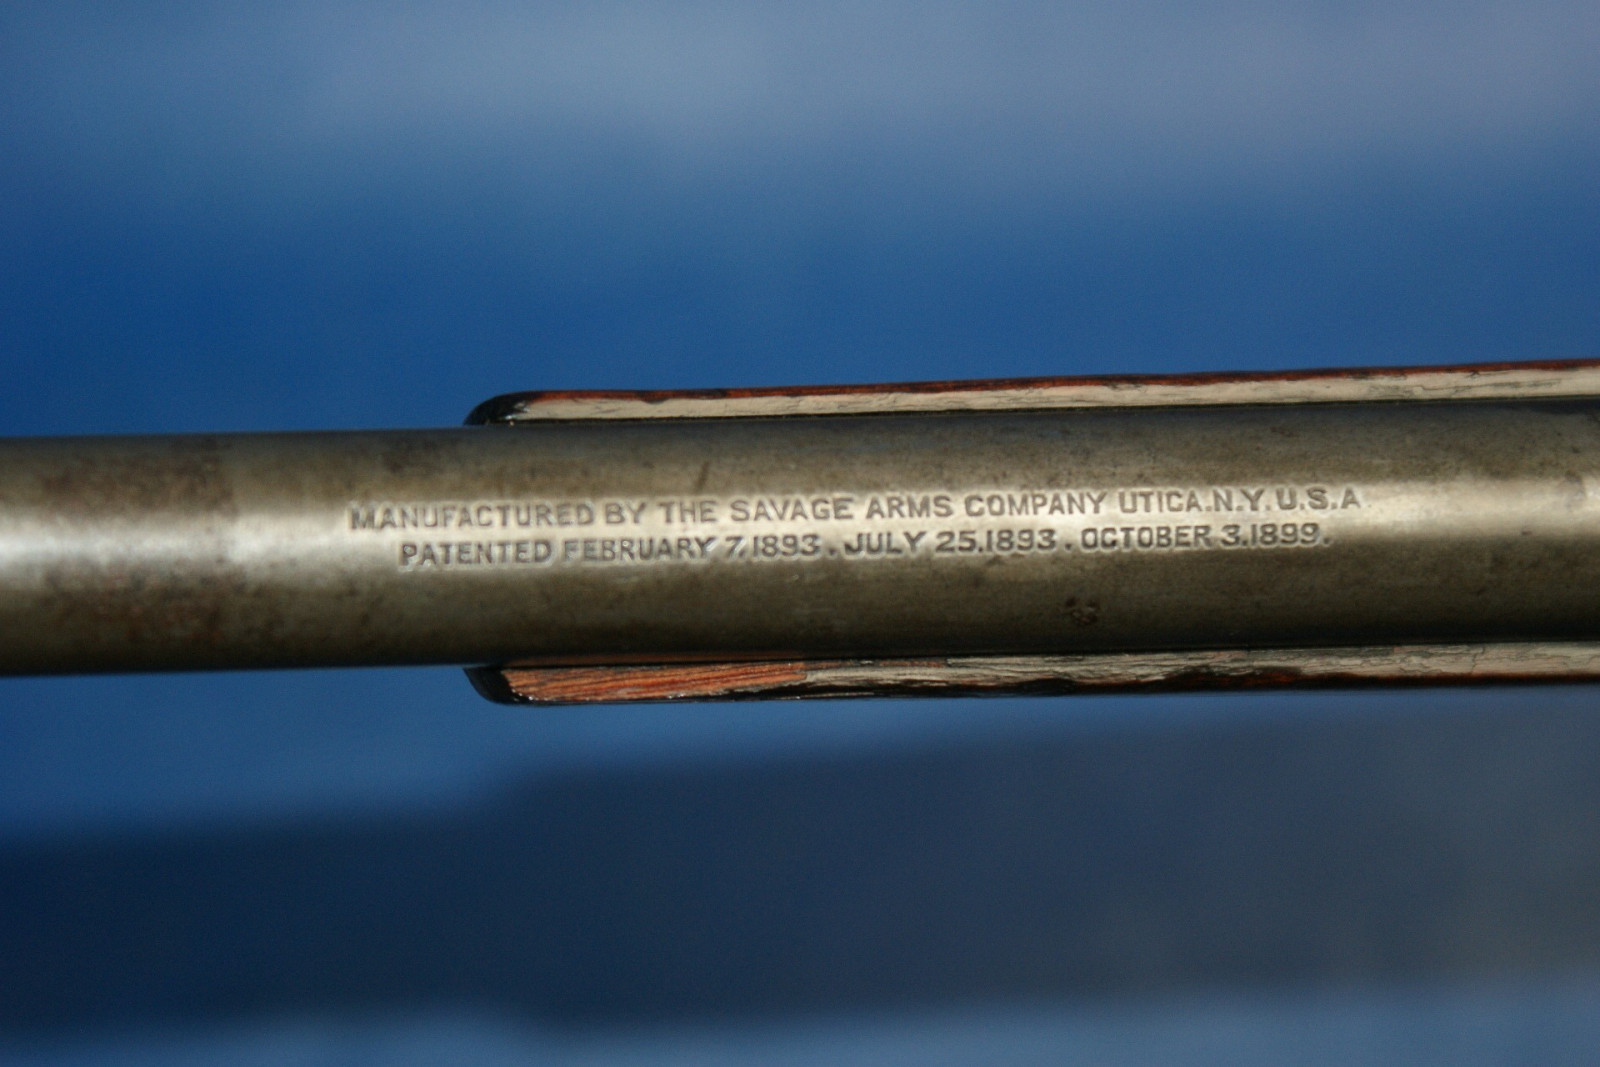 MANUFACTURED BY THE SAVAGE ARMS COMPANY UTICA.N.Y.U.S.A
PATENTED FEBRUARY 7,1893. JULY 25,1893. OCTOBER 3,1899.